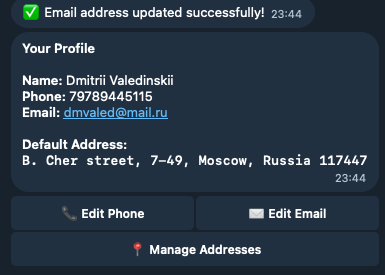 ✅ Email address updated successfully! 23:44
Your Profile
Name: Dmitrii Valedinskii
Phone: 79789445115
Email: dmvaled@mail.ru
Default Address:
B. Cher street, 7-49, Moscow, Russia 117447
23:44
📞 Edit Phone
✉️ Edit Email
📍 Manage Addresses